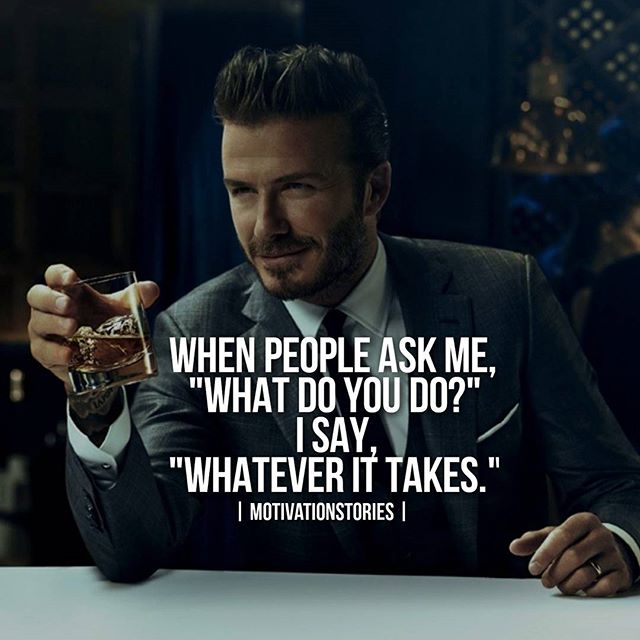 WHEN PEOPLE ASK ME,
"WHAT DO YOU DO?"
I SAY,
"WHATEVER IT TAKES."
| MOTIVATIONSTORIES |